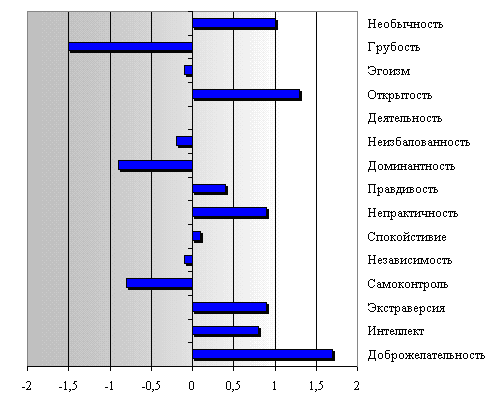 Необычность
Грубость
Эгоизм
Открытость
Деятельность
Неизбалованность
Доминантность
Правдивость
Непрактичность
Спокойстивие
Независимость
Самоконтроль
Экстраверсия
Интеллект
Доброжелательность
-2 -1,5 -1 -0,5 0 0,5 1 1,5 2